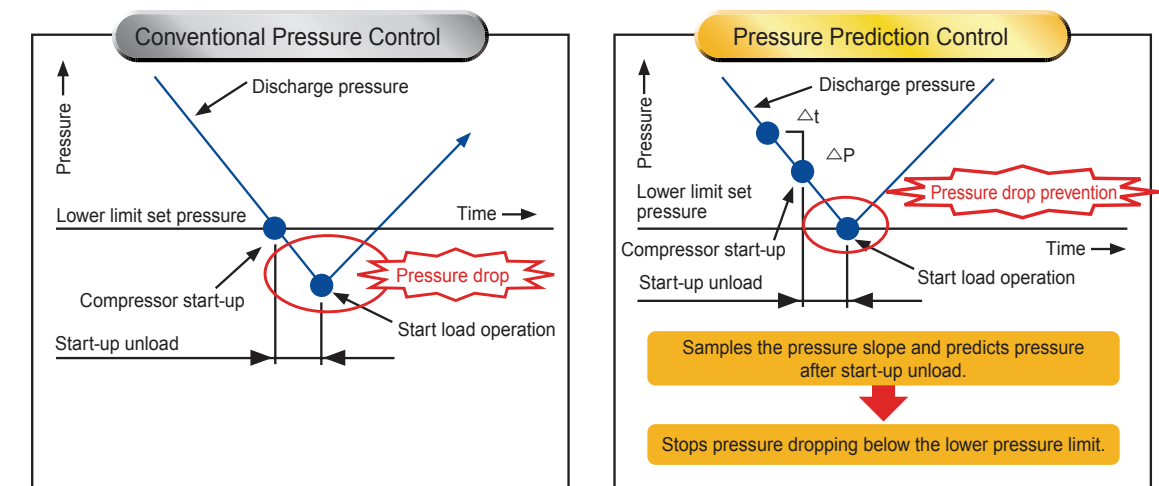 Conventional Pressure Control
Pressure
Discharge pressure
Lower limit set pressure
Time
Pressure drop
Compressor start-up
Start load operation
Start-up unload
Pressure Prediction Control
Pressure
Discharge pressure
△t
△P
Lower limit set
pressure
Pressure drop prevention
Compressor start-up
Time
Start load operation
Start-up unload
Samples the pressure slope and predicts pressure
after start-up unload.
Stops pressure dropping below the lower pressure limit.